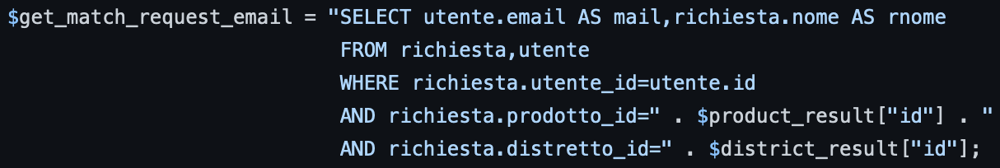 $get_match_request_email = "SELECT utente.email AS mail,richiesta.nome AS rnome
FROM richiesta,utente
WHERE richiesta.utente_id=utente.id
AND richiesta.prodotto_id=" . $product_result["id"] . "
AND richiesta.distretto_id=" . $district_result["id"];